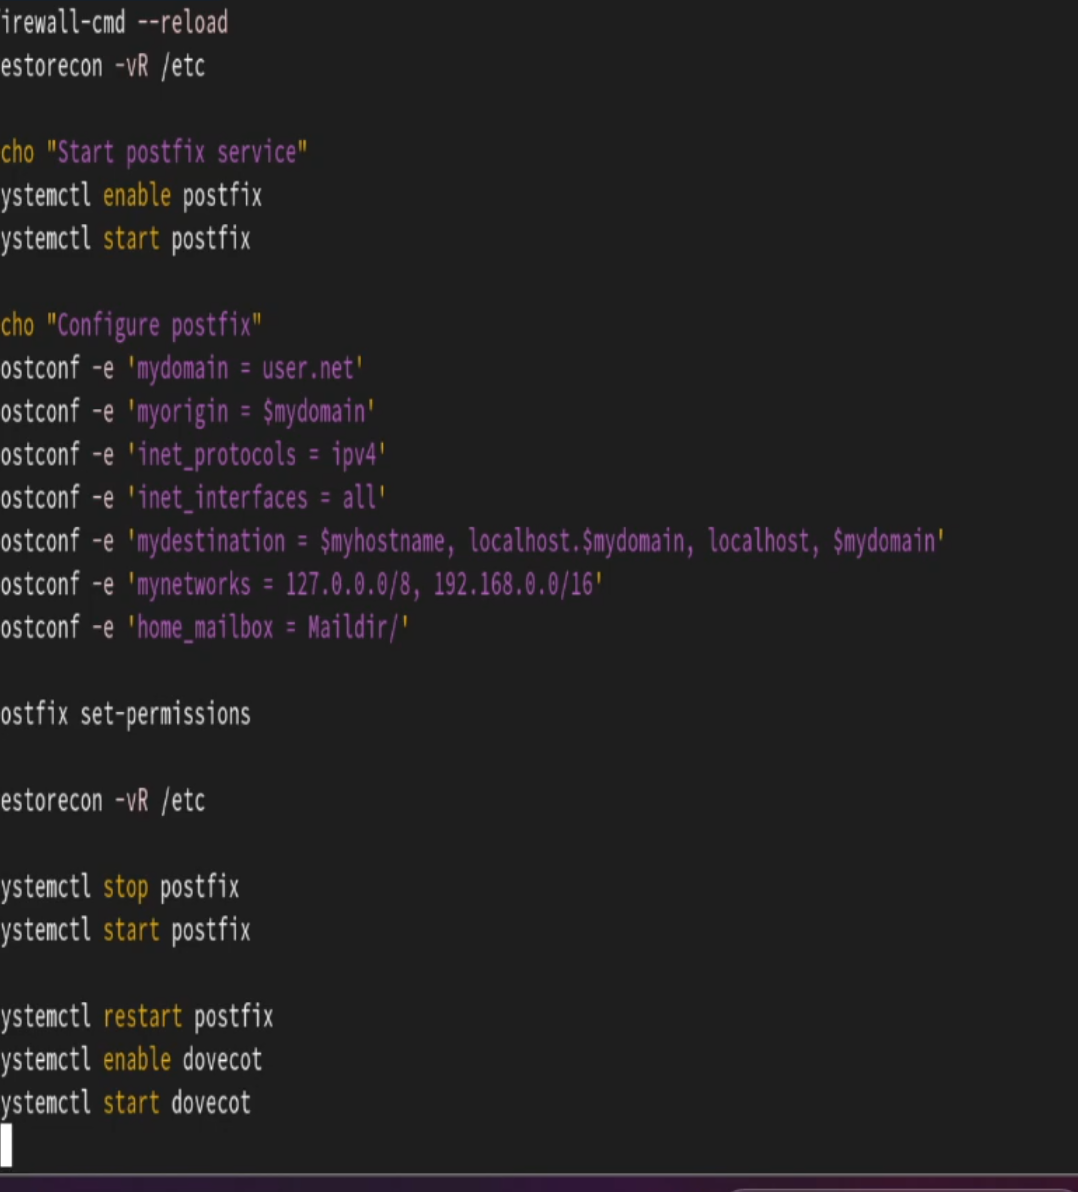 irewall-cmd --reload
estorecon -vR /etc
cho "Start postfix service"
ystemctl enable postfix
ystemctl start postfix
cho "Configure postfix"
ostconf -e 'mydomain = user.net'
ostconf -e 'myorigin = $mydomain'
ostconf -e 'inet_protocols = ipv4'
ostconf -e 'inet_interfaces = all'
ostconf -e 'mydestination = $myhostname, localhost.$mydomain, localhost, $mydomain'
ostconf -e 'mynetworks = 127.0.0.0/8, 192.168.0.0/16'
ostconf -e 'home_mailbox = Maildir/'
ostfix set-permissions
estorecon -vR /etc
ystemctl stop postfix
ystemctl start postfix
ystemctl restart postfix
ystemctl enable dovecot
ystemctl start dovecot